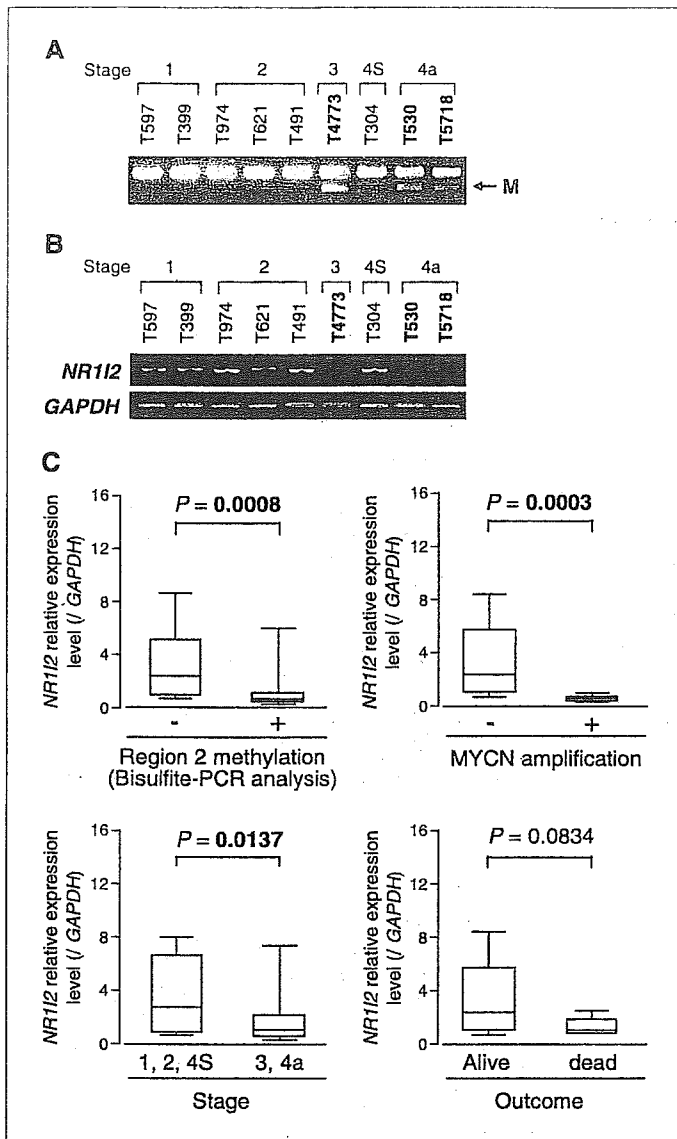 A
Stage 1 2 3 4S 4a
T597 T399 T974 T621 T491 T4773 T304 T530 T5718
M
B
Stage 1 2 3 4S 4a
T597 T399 T974 T621 T491 T4773 T304 T530 T5718
NR1I2
GAPDH
C
NR1I2 relative expression
level (/ GAPDH)
16
12
8
4
0
P = 0.0008
- +
Region 2 methylation
(Bisulfite-PCR analysis)
NR1I2 relative expression
level (/ GAPDH)
16
12
8
4
0
P = 0.0003
- +
MYCN amplification
NR1I2 relative expression
level (/ GAPDH)
16
12
8
4
0
P = 0.0137
1, 2, 4S 3, 4a
Stage
NR1I2 relative expression
level (/ GAPDH)
16
12
8
4
0
P = 0.0834
Alive dead
Outcome